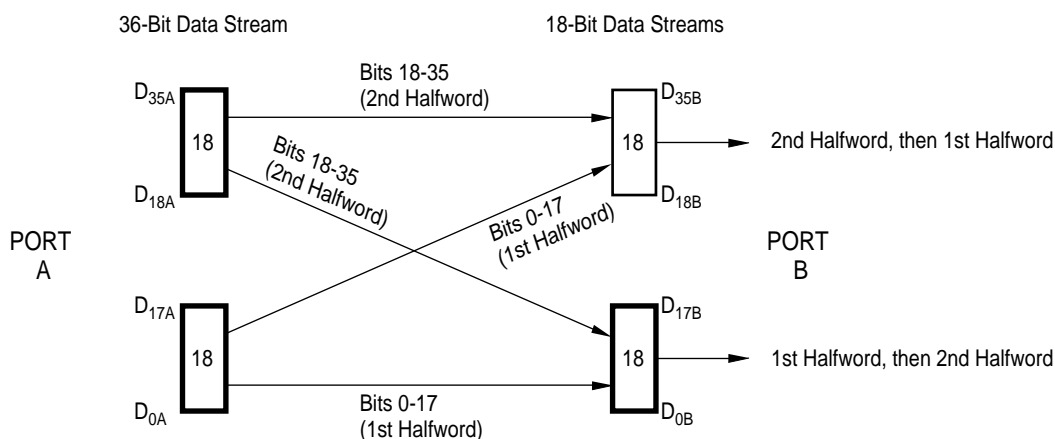 36-Bit Data Stream
18-Bit Data Streams
Bits 18-35
(2nd Halfword)
D35A
D35B
18
18
2nd Halfword, then 1st Halfword
Bits 18-35
(2nd Halfword)
D18A
D18B
Bits 0-17
(1st Halfword)
PORT
A
PORT
B
D17A
D17B
18
18
1st Halfword, then 2nd Halfword
D0A
D0B
Bits 0-17
(1st Halfword)